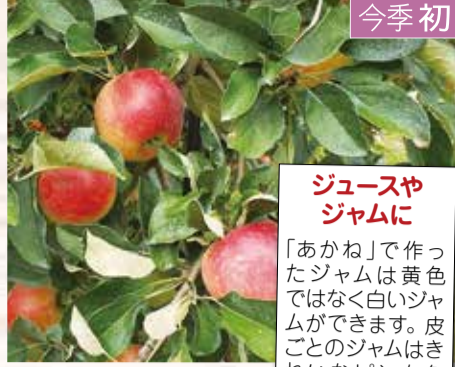 今季初
ジュースや
ジャムに
「あかね」で作っ
たジャムは黄色
ではなく白いジャ
ムができます。皮
ごとのジャムはき